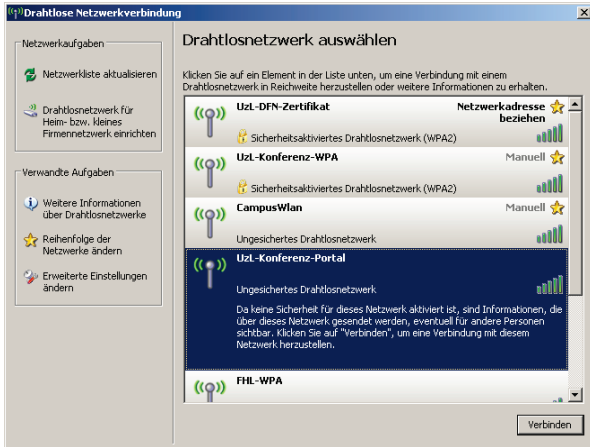 Drahtlose Netzwerkverbindung
Netzwerkaufgaben
Netzwerkliste aktualisieren
Drahtlosnetzwerk für
Heim- bzw. kleines
Firmennetzwerk einrichten
Verwandte Aufgaben
Weitere Informationen
über Drahtlosnetzwerke
Reihenfolge der
Netzwerke ändern
Erweiterte Einstellungen
ändern
Drahtlosnetzwerk auswählen
Klicken Sie auf ein Element in der Liste unten, um eine Verbindung mit einem
Drahtlosnetzwerk in Reichweite herzustellen oder weitere Informationen zu erhalten.
UzL-DFN-Zertifikat
Netzwerkadresse
beziehen
Sicherheitsaktiviertes Drahtlosnetzwerk (WPA2)
UzL-Konferenz-WPA
Manuell
Sicherheitsaktiviertes Drahtlosnetzwerk (WPA2)
CampusWlan
Manuell
Ungesichertes Drahtlosnetzwerk
UzL-Konferenz-Portal
Ungesichertes Drahtlosnetzwerk
Da keine Sicherheit für dieses Netzwerk aktiviert ist, sind Informationen, die
über dieses Netzwerk gesendet werden, eventuell für andere Personen
sichtbar. Klicken Sie auf "Verbinden", um eine Verbindung mit diesem
Netzwerk herzustellen.
FHL-WPA
Verbinden